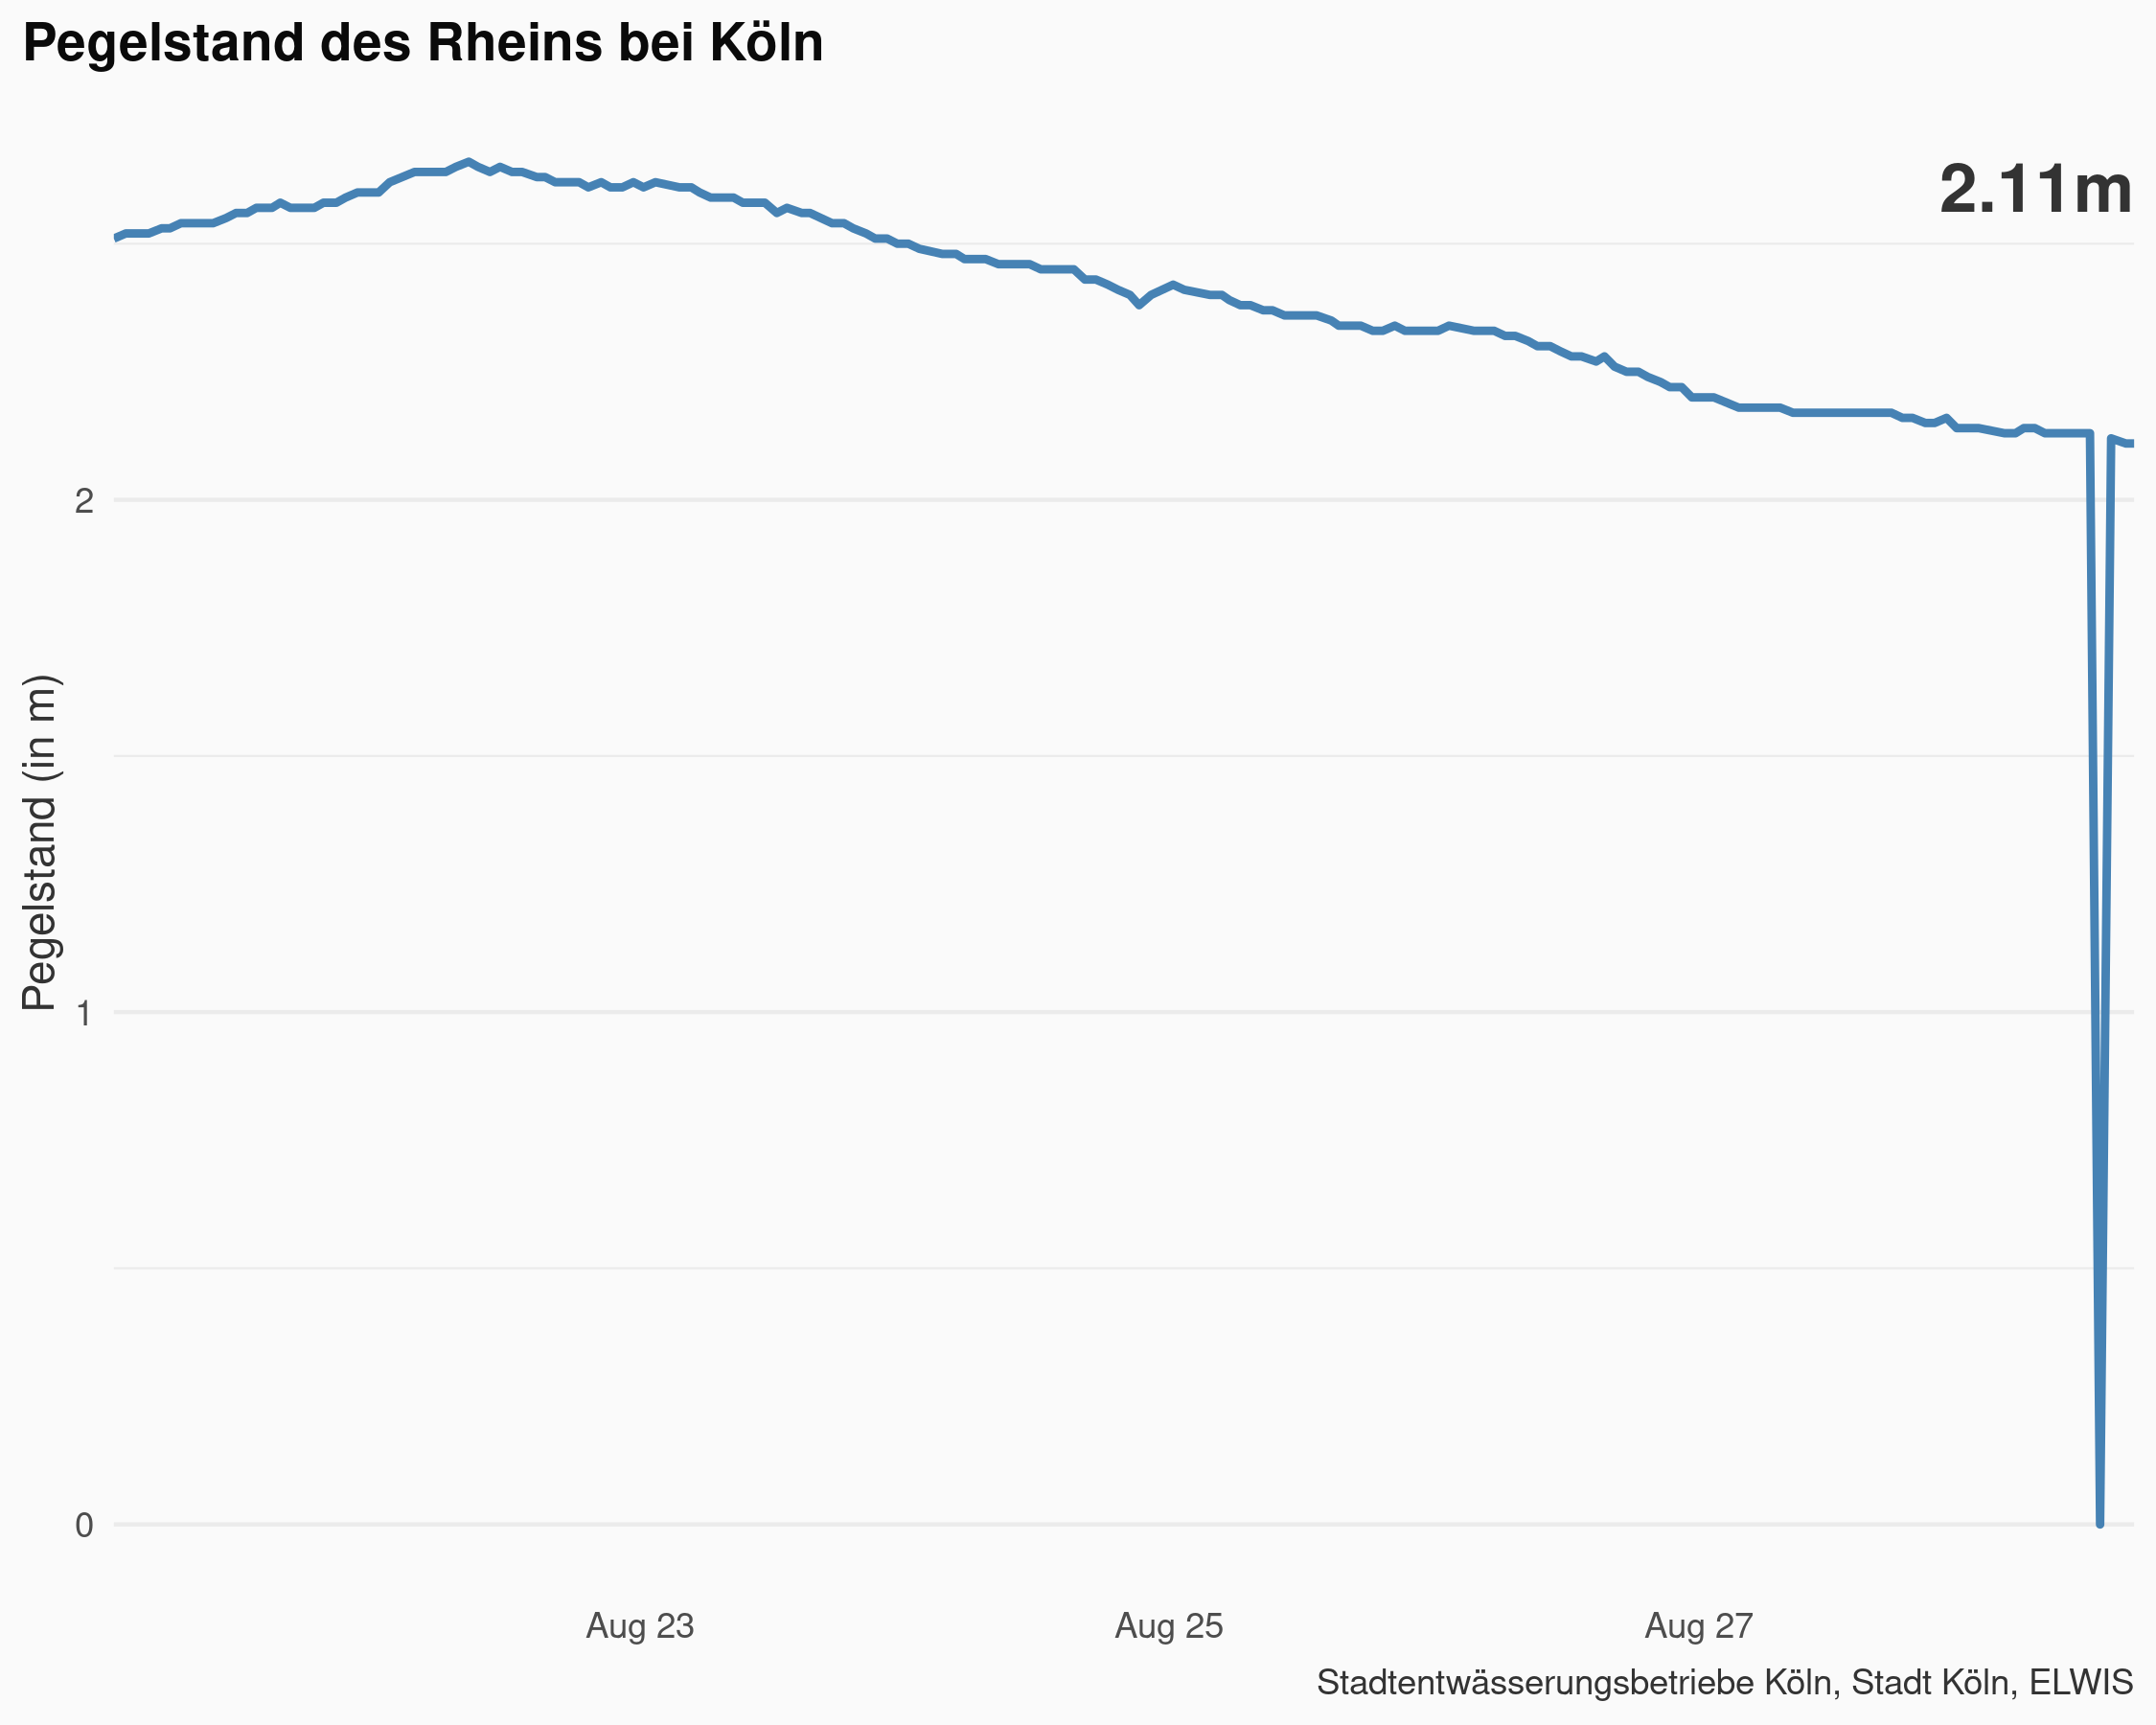 Pegelstand des Rheins bei Köln
2.11m
Pegelstand (in m)
2
1
0
Aug 23
Aug 25
Aug 27
Stadtentwässerungsbetriebe Köln, Stadt Köln, ELWIS